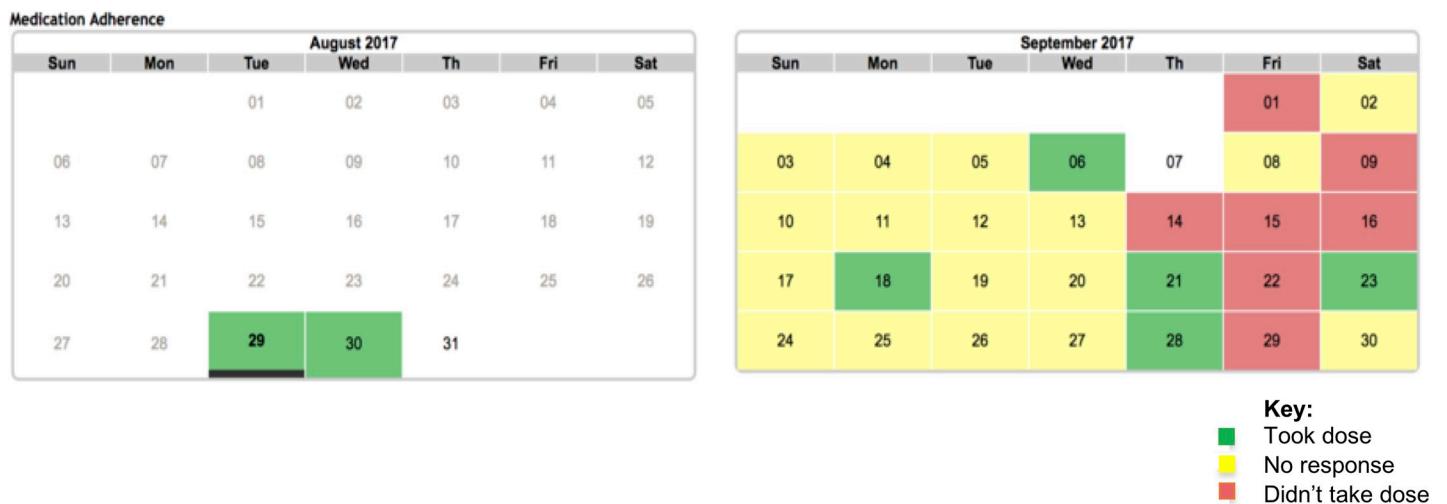 Medication Adherence
August 2017
Sun Mon Tue Wed Th Fri Sat
01 02 03 04 05
06 07 08 09 10 11 12
13 14 15 16 17 18 19
20 21 22 23 24 25 26
27 28 29 30 31
September 2017
Sun Mon Tue Wed Th Fri Sat
01 02
03 04 05 06 07 08 09
10 11 12 13 14 15 16
17 18 19 20 21 22 23
24 25 26 27 28 29 30
Key:
Took dose
No response
Didn't take dose